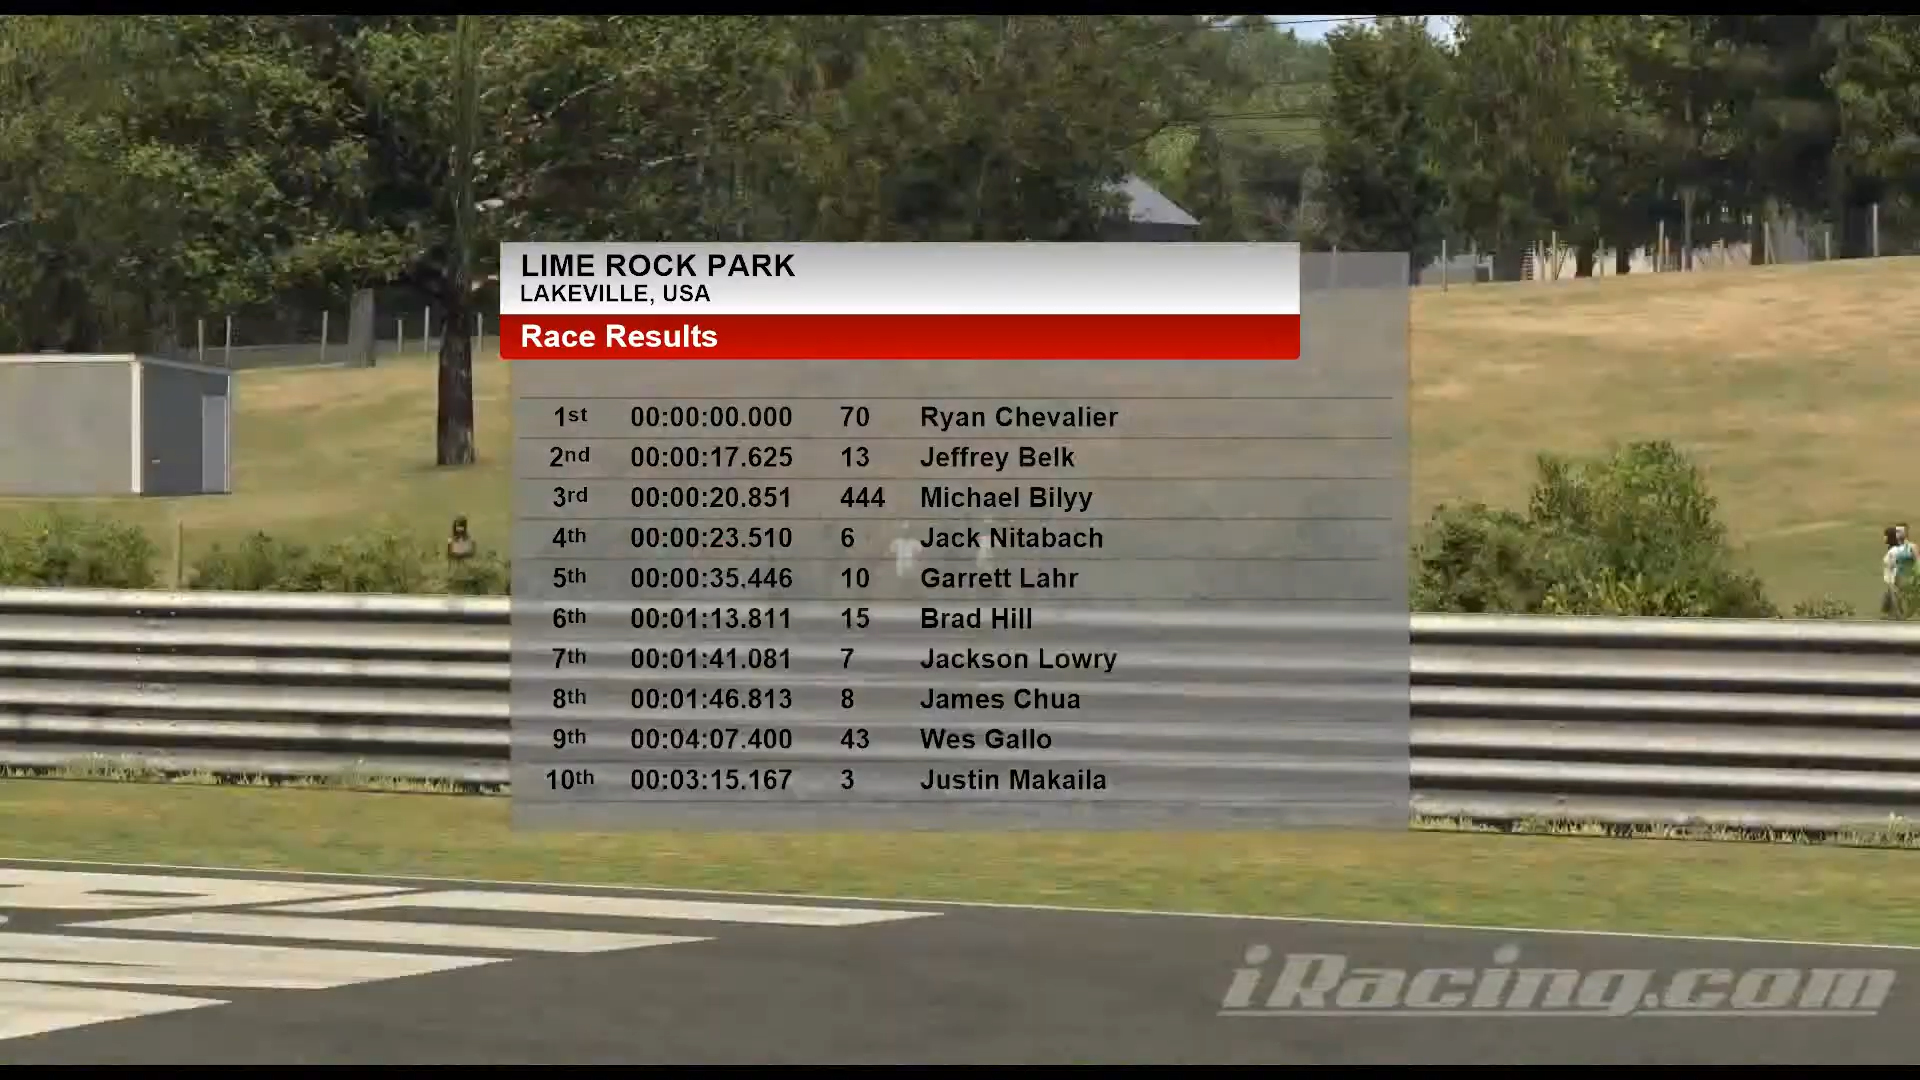 LIME ROCK PARK
LAKEVILLE, USA
Race Results
1st 00:00:00.000 70 Ryan Chevalier
2nd 00:00:17.625 13 Jeffrey Belk
3rd 00:00:20.851 444 Michael Bilyy
4th 00:00:23.510 6 Jack Nitabach
5th 00:00:35.446 10 Garrett Lahr
6th 00:01:13.811 15 Brad Hill
7th 00:01:41.081 7 Jackson Lowry
8th 00:01:46.813 8 James Chua
9th 00:04:07.400 43 Wes Gallo
10th 00:03:15.167 3 Justin Makaila
iRacing.com